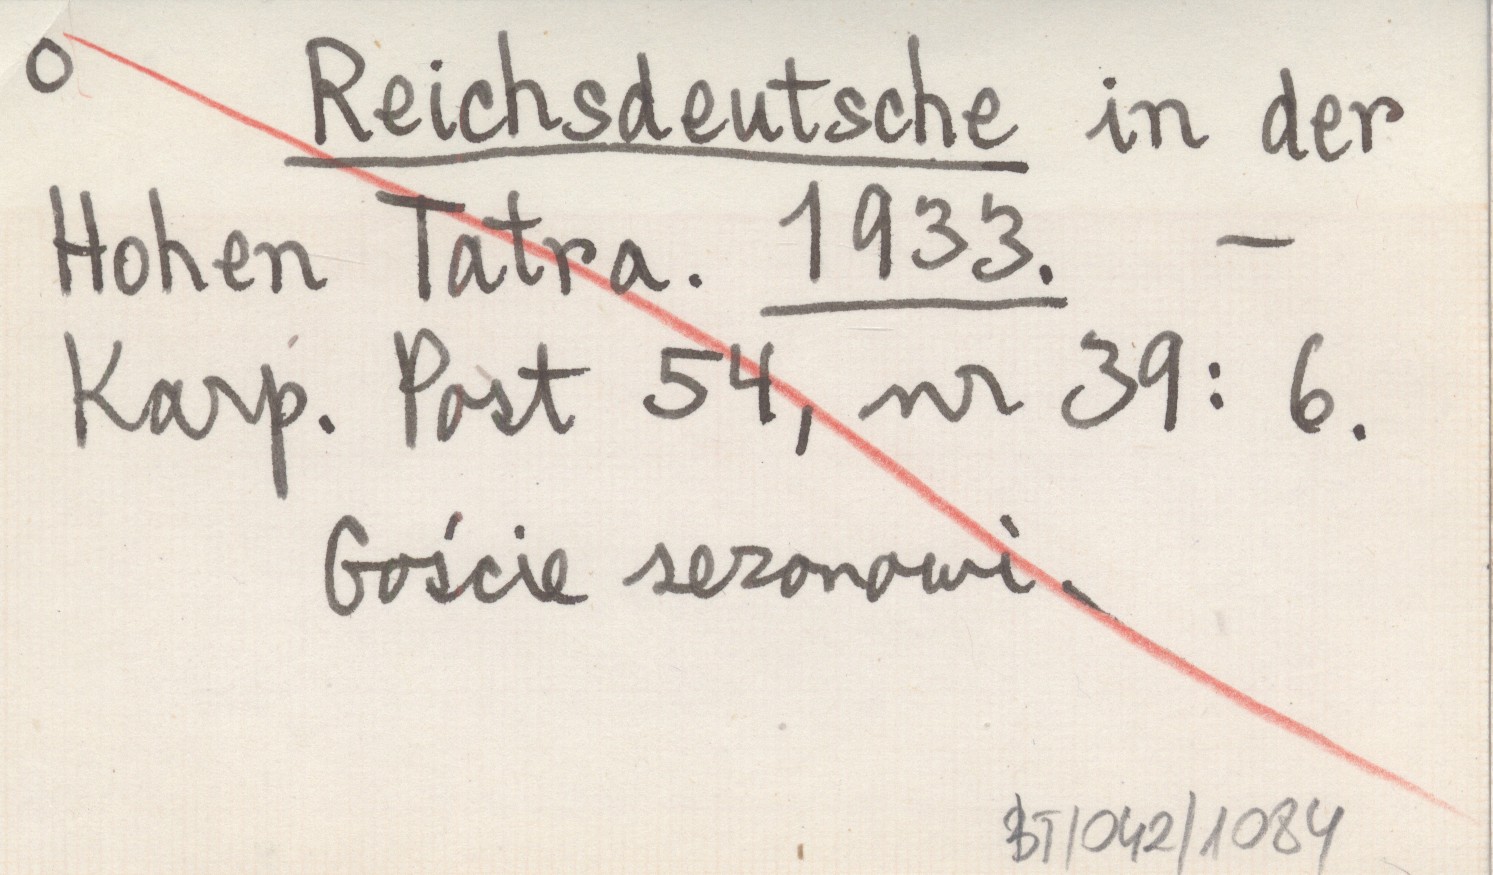 o Reichsdeutsche in der
Hohen Tatra. 1933. –
Karp. Post 54, nr 39: 6.
Goście sezonowi.
BT/042/1084